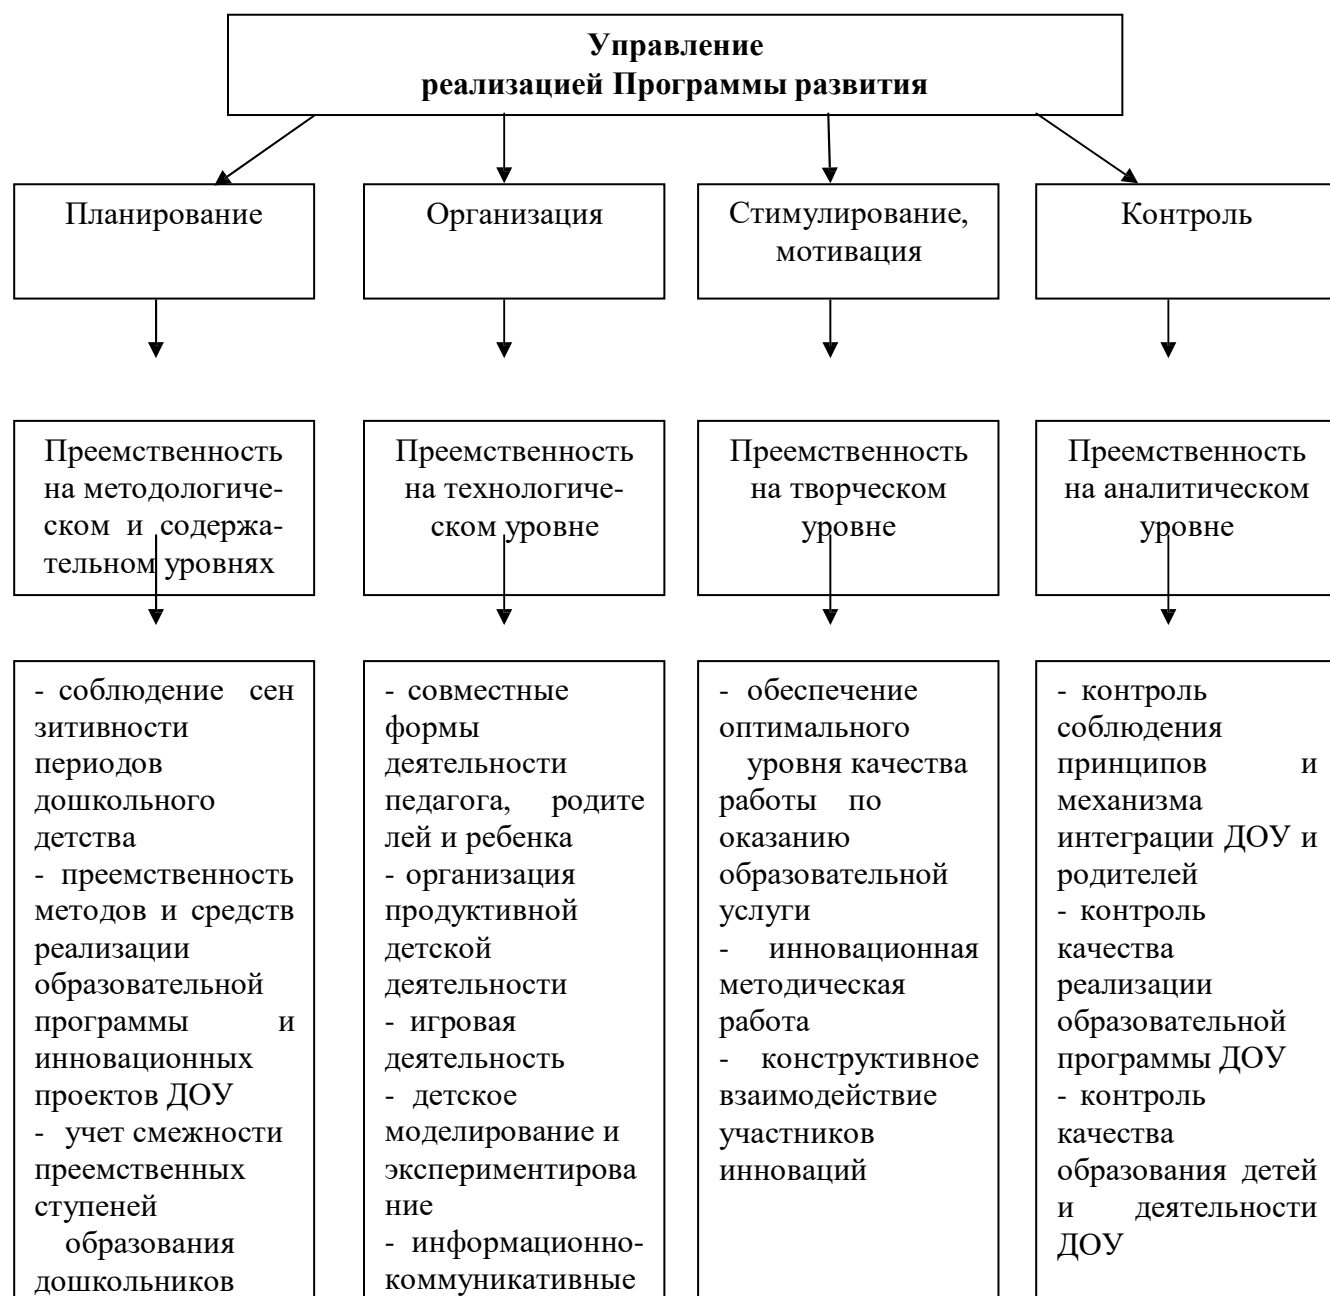 Управление
реализацией Программы развития
Планирование
Организация
Стимулирование,
мотивация
Контроль
Преемственность
на методологиче-
ском и содержа-
тельном уровнях
Преемственность
на технологиче-
ском уровне
Преемственность
на творческом
уровне
Преемственность
на аналитическом
уровне
- соблюдение сен
зитивности
периодов
дошкольного
детства
- преемственность
методов и средств
реализации
образовательной
программы и
инновационных
проектов ДОУ
- учет смежности
преемственных
ступеней
образования
дошкольников
- совместные
формы
деятельности
педагога, родите
лей и ребенка
- организация
продуктивной
детской
деятельности
- игровая
деятельность
- детское
моделирование и
экспериментирова
ние
- информационно-
коммуникативные
- обеспечение
оптимального
уровня качества
работы по
оказанию
образовательной
услуги
- инновационная
методическая
работа
- конструктивное
взаимодействие
участников
инноваций
- контроль
соблюдения
принципов и
механизма
интеграции ДОУ и
родителей
- контроль
качества
реализации
образовательной
программы ДОУ
- контроль
качества
образования детей
и деятельности
ДОУ